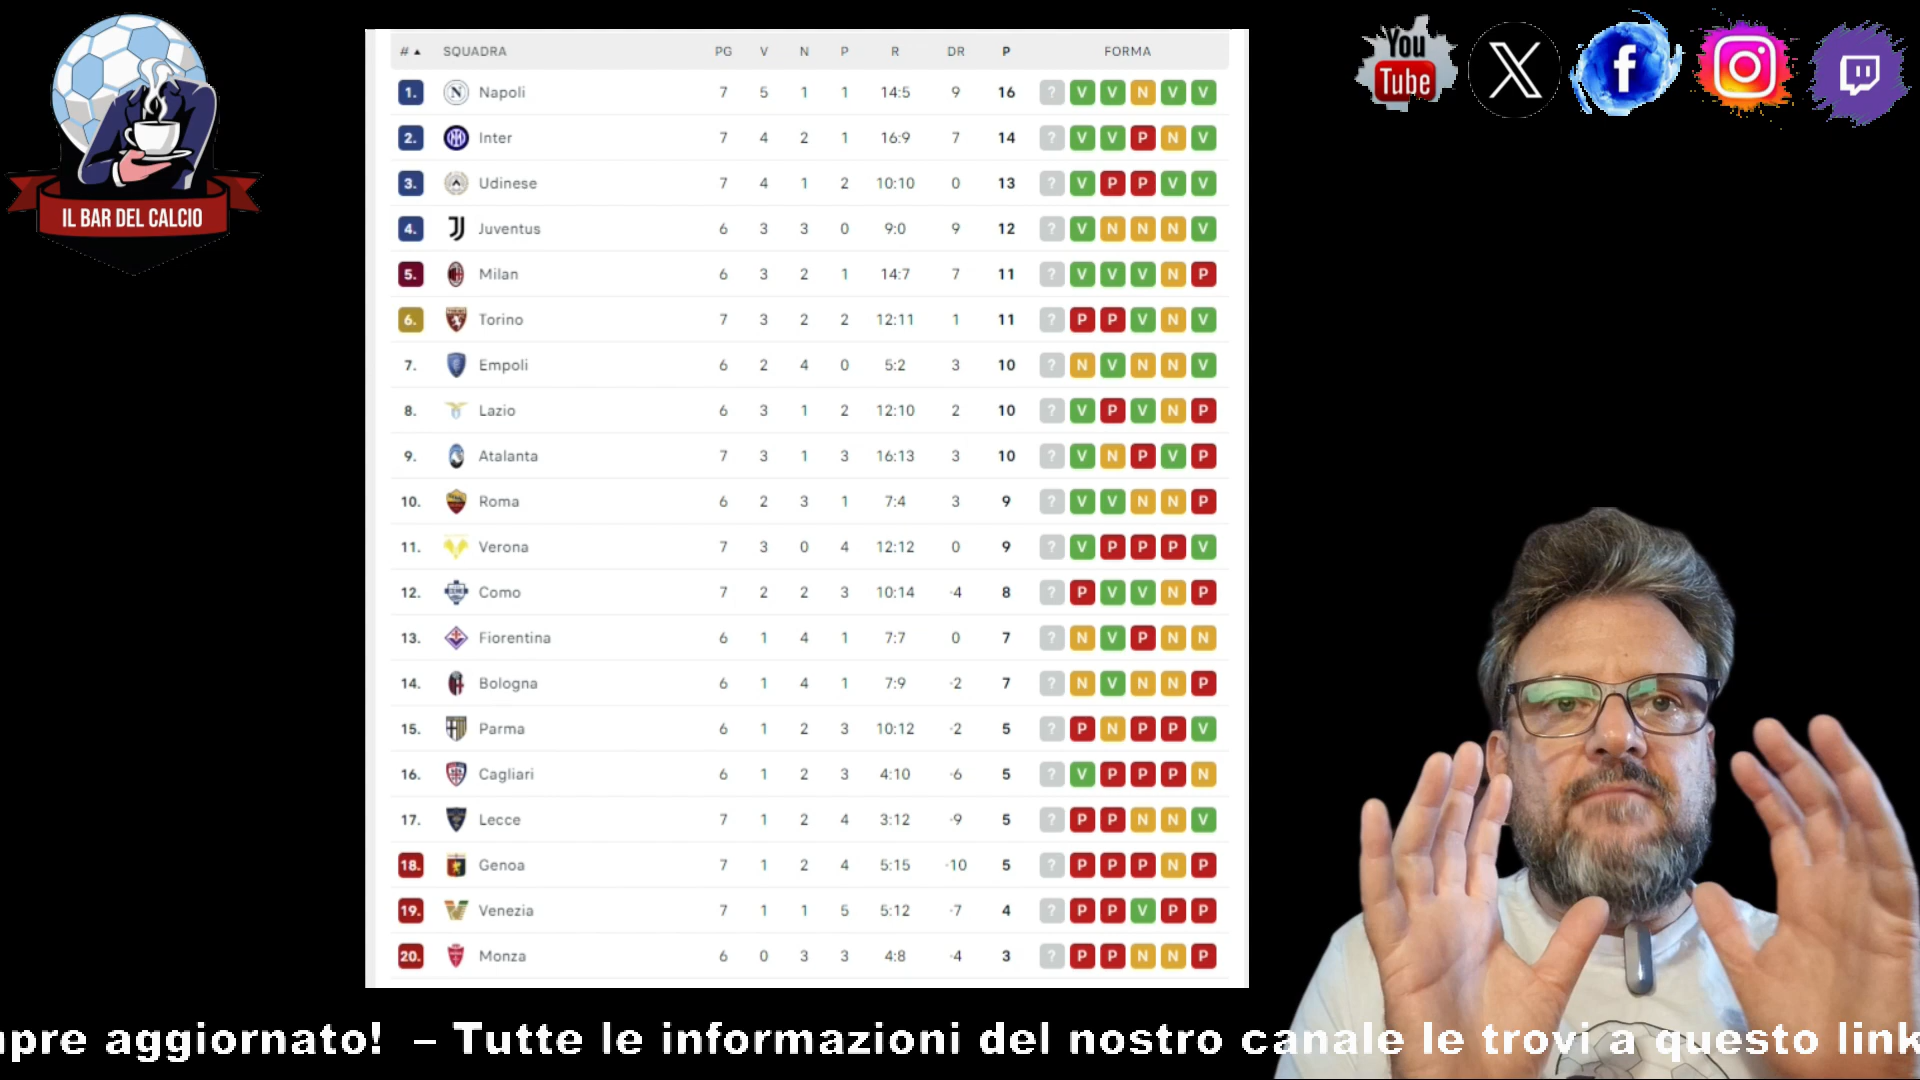 IL BAR DEL CALCIO
You
Tube
# ▲ SQUADRA PG V N P R DR P FORMA
1. Napoli 7 5 1 1 14:5 9 16 ? V V N V V
2. Inter 7 4 2 1 16:9 7 14 ? V V P N V
3. Udinese 7 4 1 2 10:10 0 13 ? V P P V V
4. Juventus 6 3 3 0 9:0 9 12 ? V N N N V
5. Milan 6 3 2 1 14:7 7 11 ? V V V N P
6. Torino 7 3 2 2 12:11 1 11 ? P P V N V
7. Empoli 6 2 4 0 5:2 3 10 ? N V N N V
8. Lazio 6 3 1 2 12:10 2 10 ? V P V N P
9. Atalanta 7 3 1 3 16:13 3 10 ? V N P V P
10. Roma 6 2 3 1 7:4 3 9 ? V V N N P
11. Verona 7 3 0 4 12:12 0 9 ? V P P P V
12. Como 7 2 2 3 10:14 -4 8 ? P V V N P
13. Fiorentina 6 1 4 1 7:7 0 7 ? N V P N N
14. Bologna 6 1 4 1 7:9 -2 7 ? N V N N P
15. Parma 6 1 2 3 10:12 -2 5 ? P N P P V
16. Cagliari 6 1 2 3 4:10 -6 5 ? V P P P N
17. Lecce 7 1 2 4 3:12 -9 5 ? P P N N V
18. Genoa 7 1 2 4 5:15 -10 5 ? P P P N P
19. Venezia 7 1 1 5 5:12 -7 4 ? P P V P P
20. Monza 6 0 3 3 4:8 -4 3 ? P P N N P
mpre aggiornato! – Tutte le informazioni del nostro canale le trovi a questo link